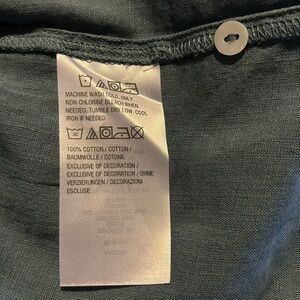 MACHINE WASH COLD, ONLY
NON-CHLORINE BLEACH WHEN
NEEDED, TUMBLE DRY LOW, COOL
IRON IF NEEDED
30
100% COTTON / COTTON /
BAUMWOLLE / COTONE
EXCLUSIVE OF DECORATION /
EXCLUSIVE OF DECORATION / OHNE
VERZIERUNGEN / DECORAZIONI
ESCLUSE